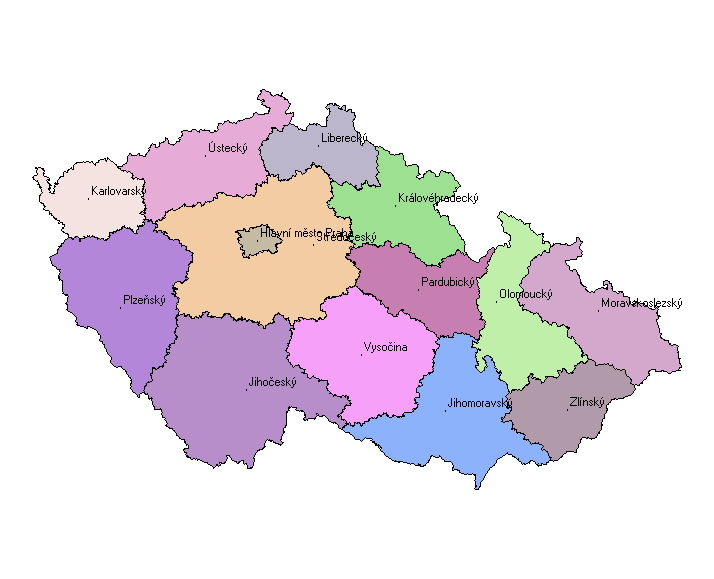 Ústecký
Liberecký
Karlovarský
Královéhradecký
Hlavní město Praha
Středočeský
Pardubický
Plzeňský
Olomoucký
Moravskoslezský
Vysočina
Jihočeský
Jihomoravský
Zlínský